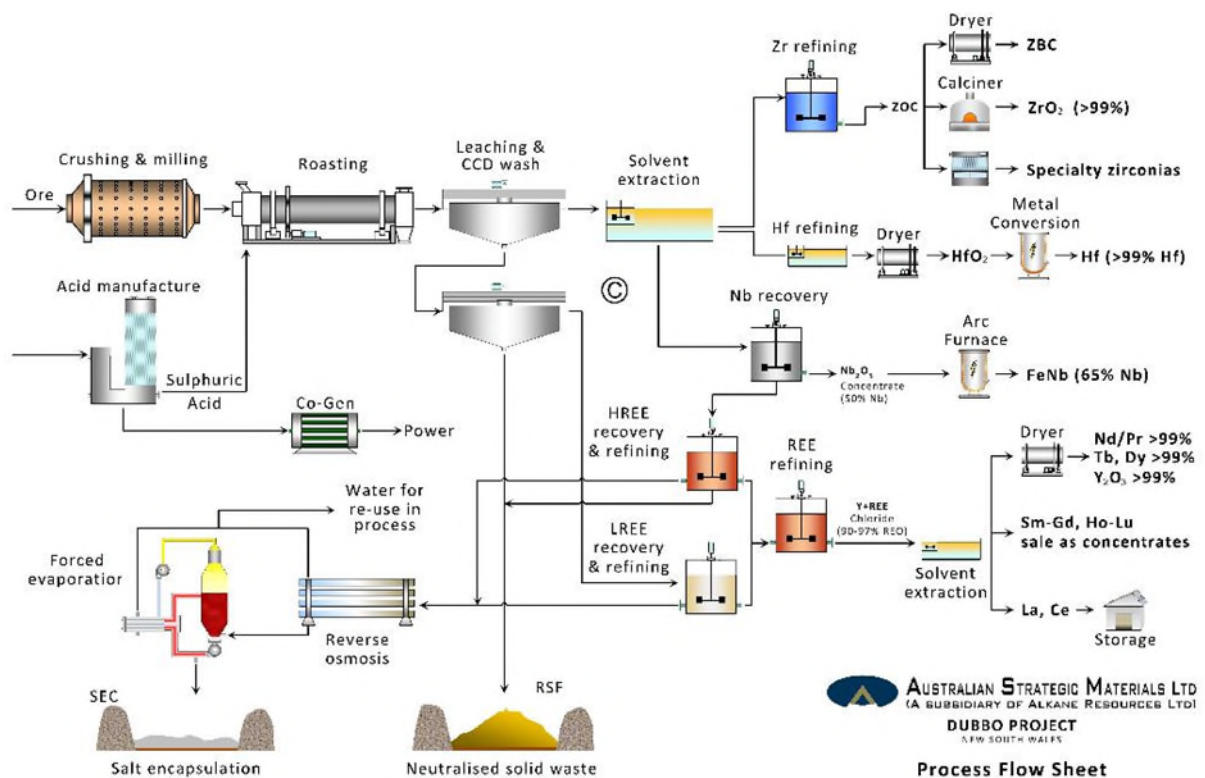 Dryer
ZBC
Zr refining
Calciner
ZOC
ZrO₂ (>99%)
Specialty zirconias
Crushing & milling
Roasting
Leaching &
CCD wash
Solvent
extraction
Ore
Metal
Conversion
Hf refining
Dryer
HfO₂
Hf (>99% Hf)
Acid manufacture
©
Nb recovery
Arc
Furnace
Sulphuric
Acid
Nb₂O₅
Concentrate
(50% Nb)
FeNb (65% Nb)
Co-Gen
Power
HREE
recovery
& refining
REE
refining
Dryer
Nd/Pr >99%
Tb, Dy >99%
Y₂O₃ >99%
Water for
re-use in
process
Y+REE
Chloride
(90-97% REO)
Sm-Gd, Ho-Lu
sale as concentrates
Forced
evaporatior
LREE
recovery
& refining
Solvent
extraction
La, Ce
Storage
Reverse
osmosis
SEC
RSF
Salt encapsulation
Neutralised solid waste
AUSTRALIAN STRATEGIC MATERIALS LTD
(A SUBSIDIARY OF ALKANE RESOURCES LTD)
DUBBO PROJECT
NEW SOUTH WALES
Process Flow Sheet